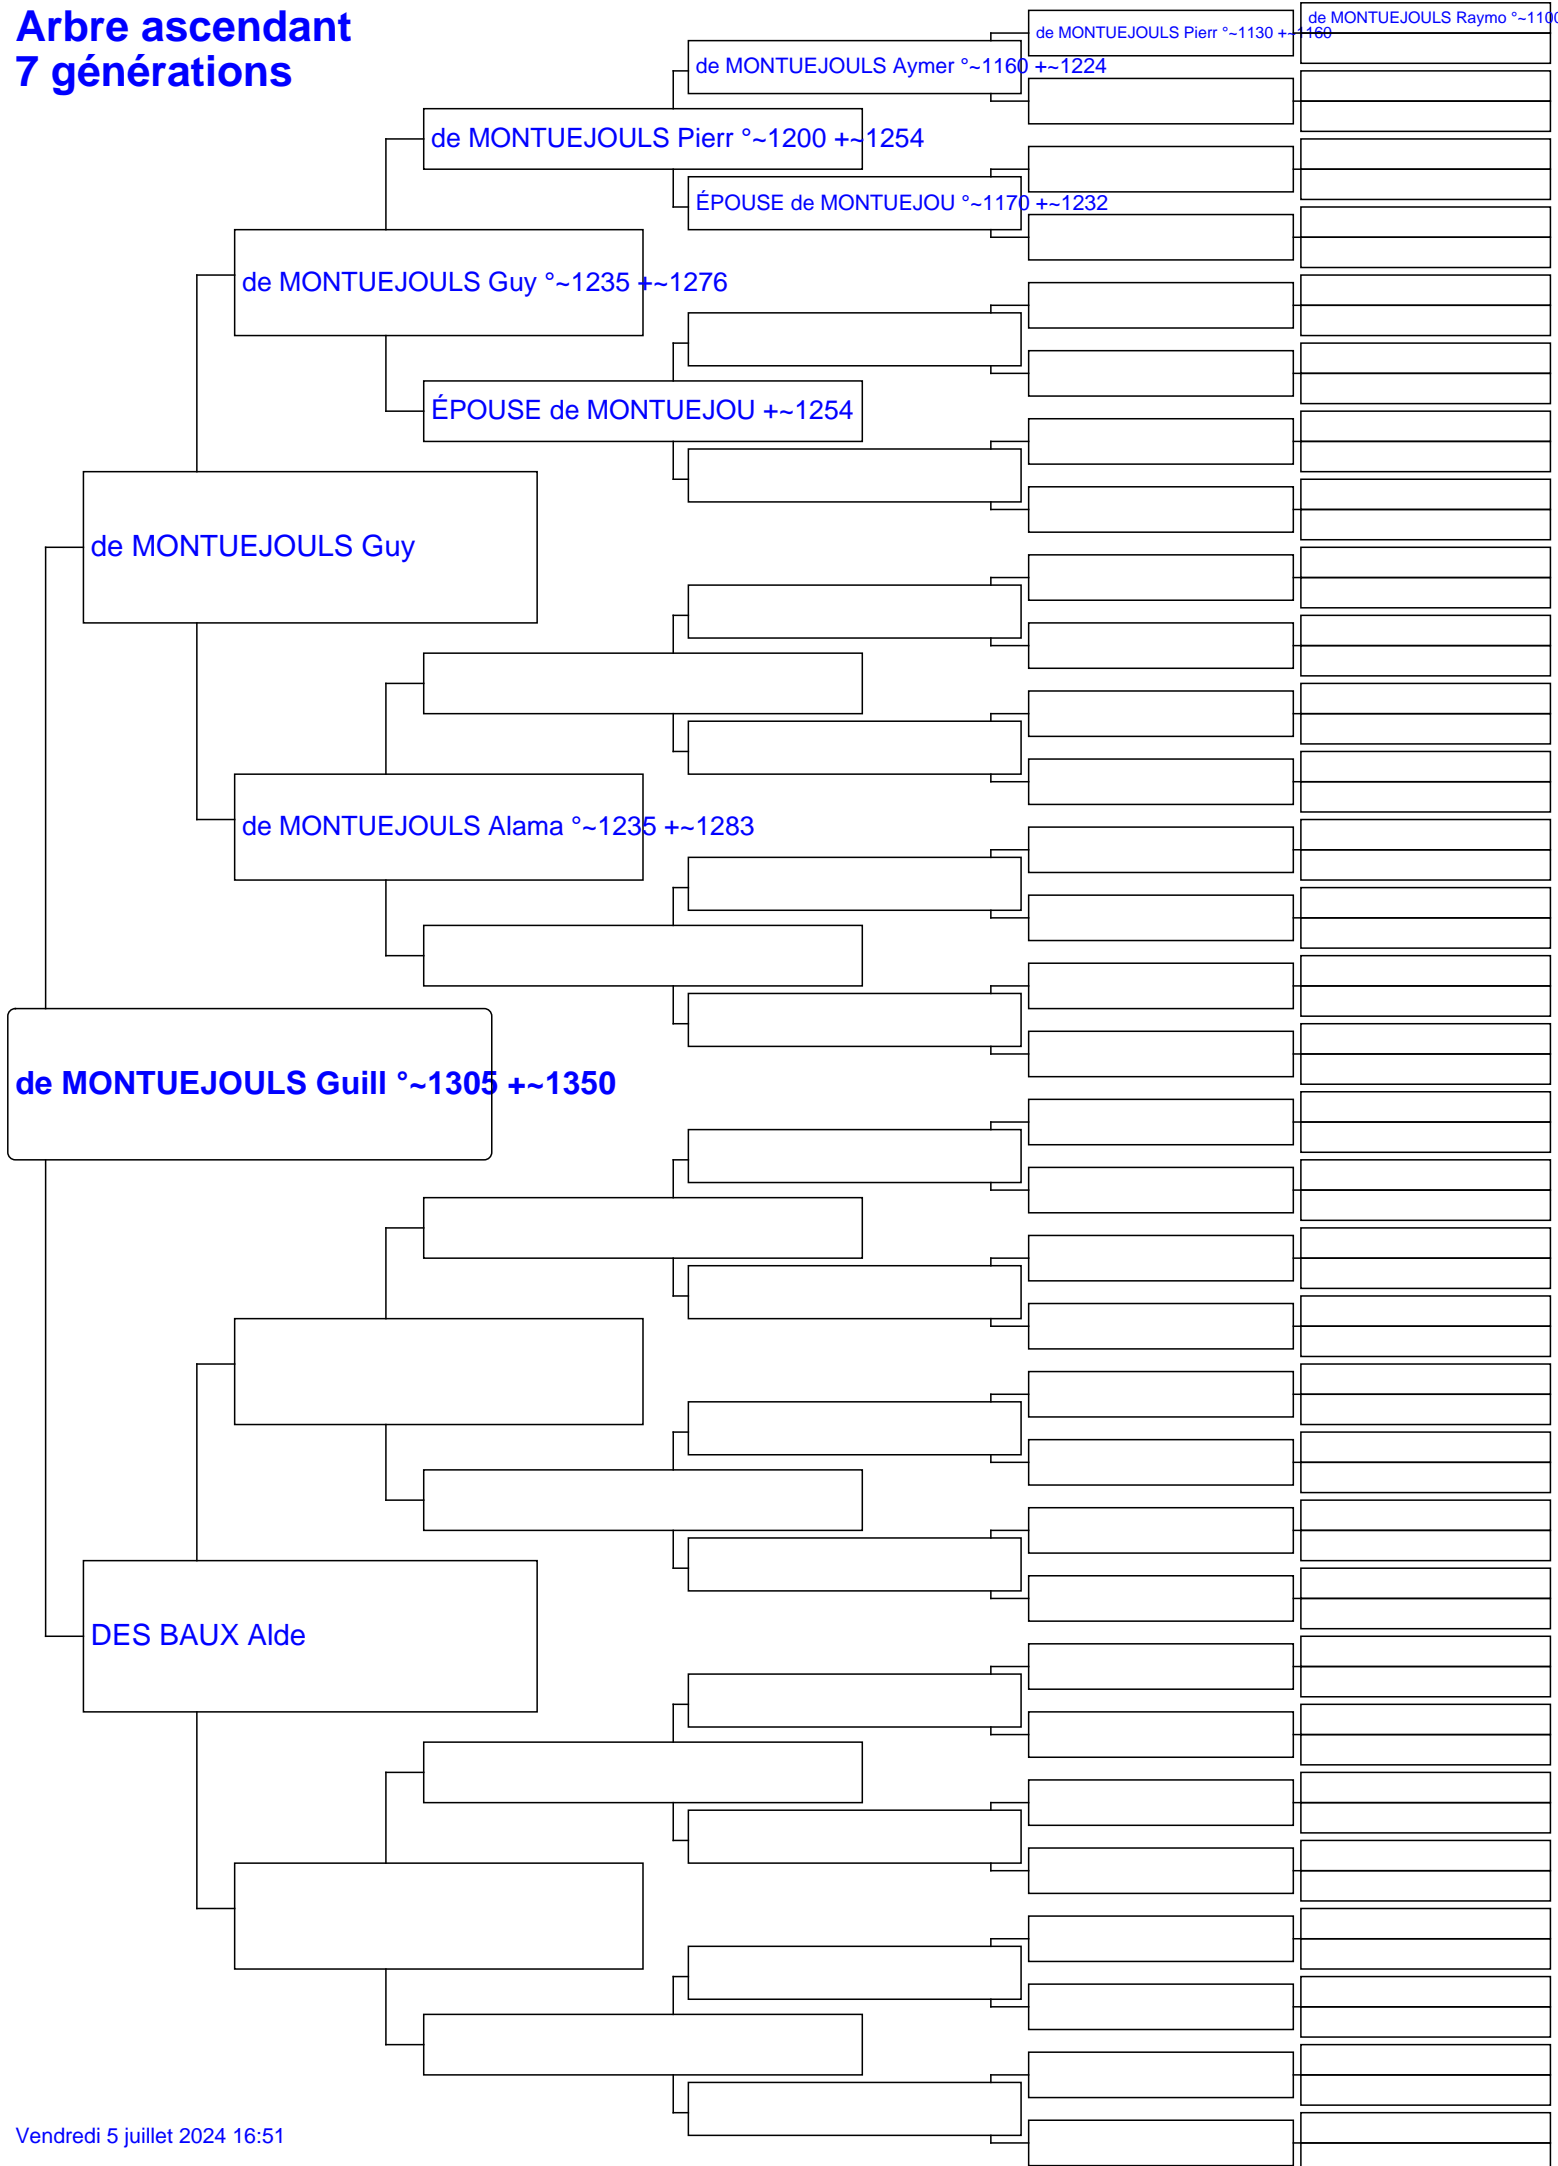 Arbre ascendant
7 générations
de MONTUEJOULS Raymo °~1100
de MONTUEJOULS Pierr °~1130 +~1160
de MONTUEJOULS Aymer °~1160 +~1224
de MONTUEJOULS Pierr °~1200 +~1254
ÉPOUSE de MONTUEJOU °~1170 +~1232
de MONTUEJOULS Guy °~1235 +~1276
ÉPOUSE de MONTUEJOU +~1254
de MONTUEJOULS Guy
de MONTUEJOULS Alama °~1235 +~1283
de MONTUEJOULS Guill °~1305 +~1350
DES BAUX Alde
Vendredi 5 juillet 2024 16:51